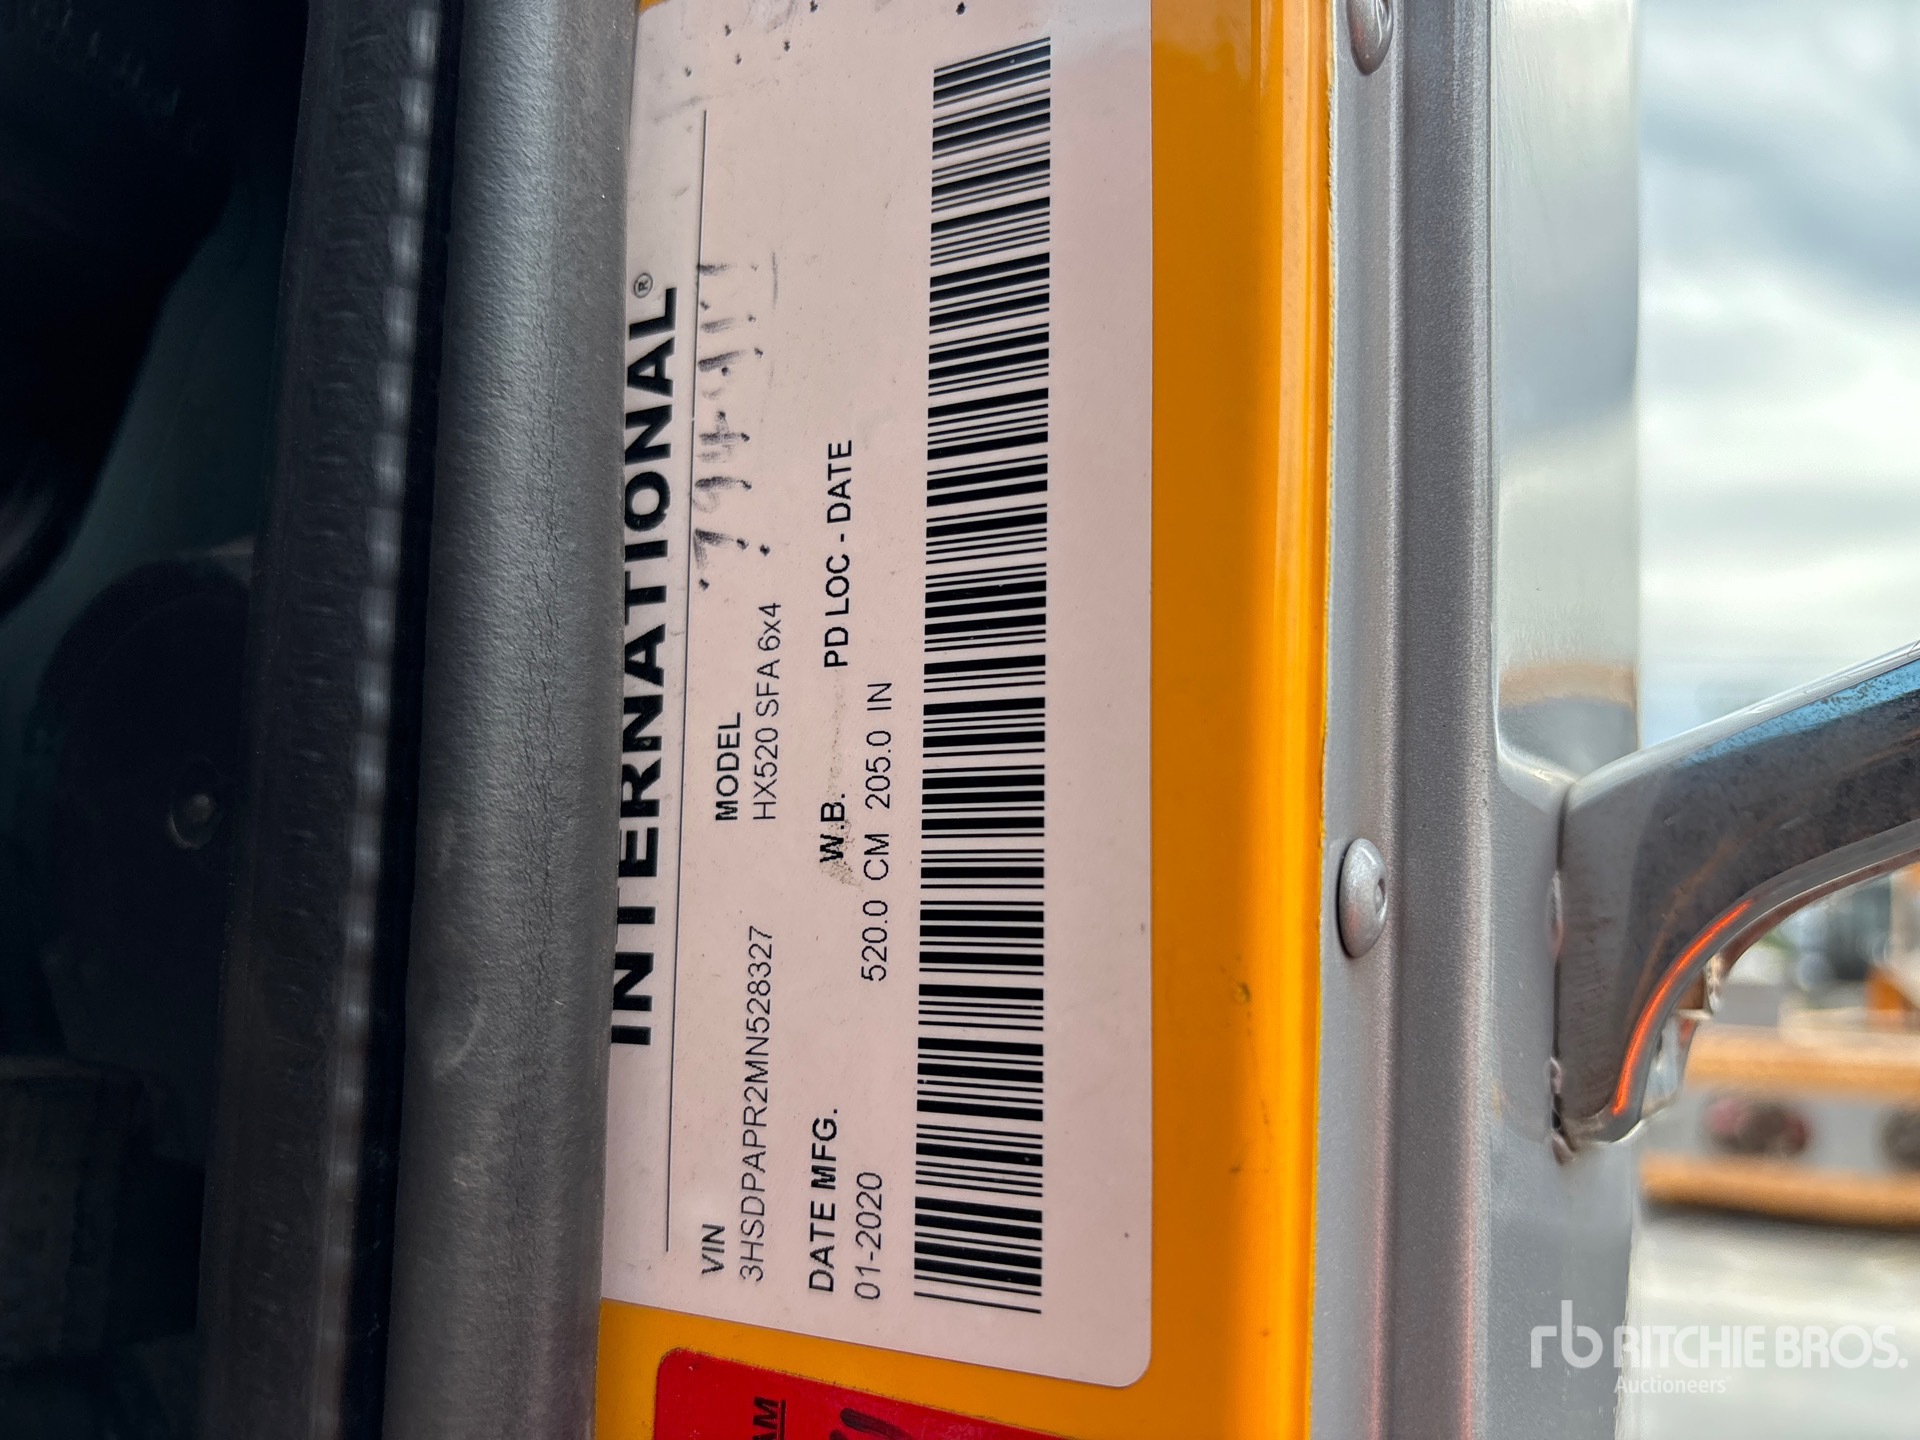 INTERNATIONAL®
VIN MODEL
3HSDPAPR2MN528327 HX520 SFA 6x4
DATE MFG. W.B. PD LOC - DATE
01-2020 520.0 CM 205.0 IN
rb RITCHIE BROS.
Auctioneers